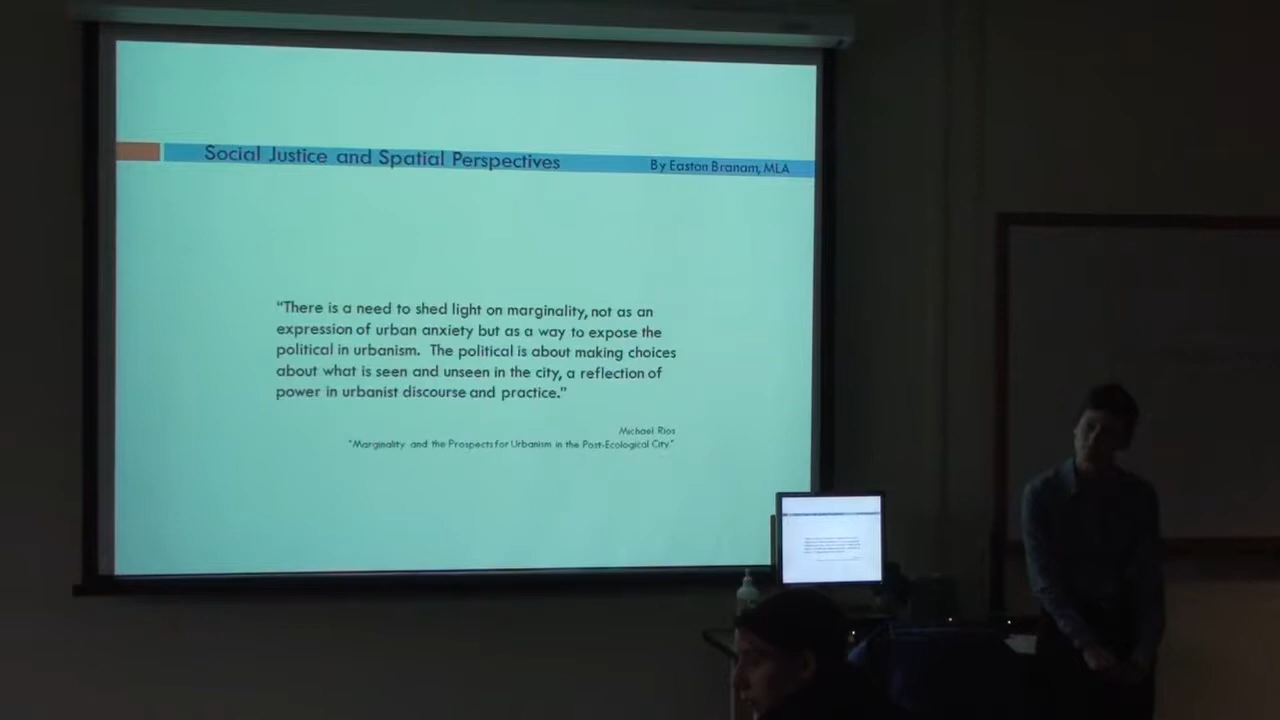 Social Justice and Spatial Perspectives
By Easton Branam, MLA
“There is a need to shed light on marginality, not as an
expression of urban anxiety but as a way to expose the
political in urbanism. The political is about making choices
about what is seen and unseen in the city, a reflection of
power in urbanist discourse and practice.”
Michael Rios
"Marginality and the Prospects for Urbanism in the Post-Ecological City."